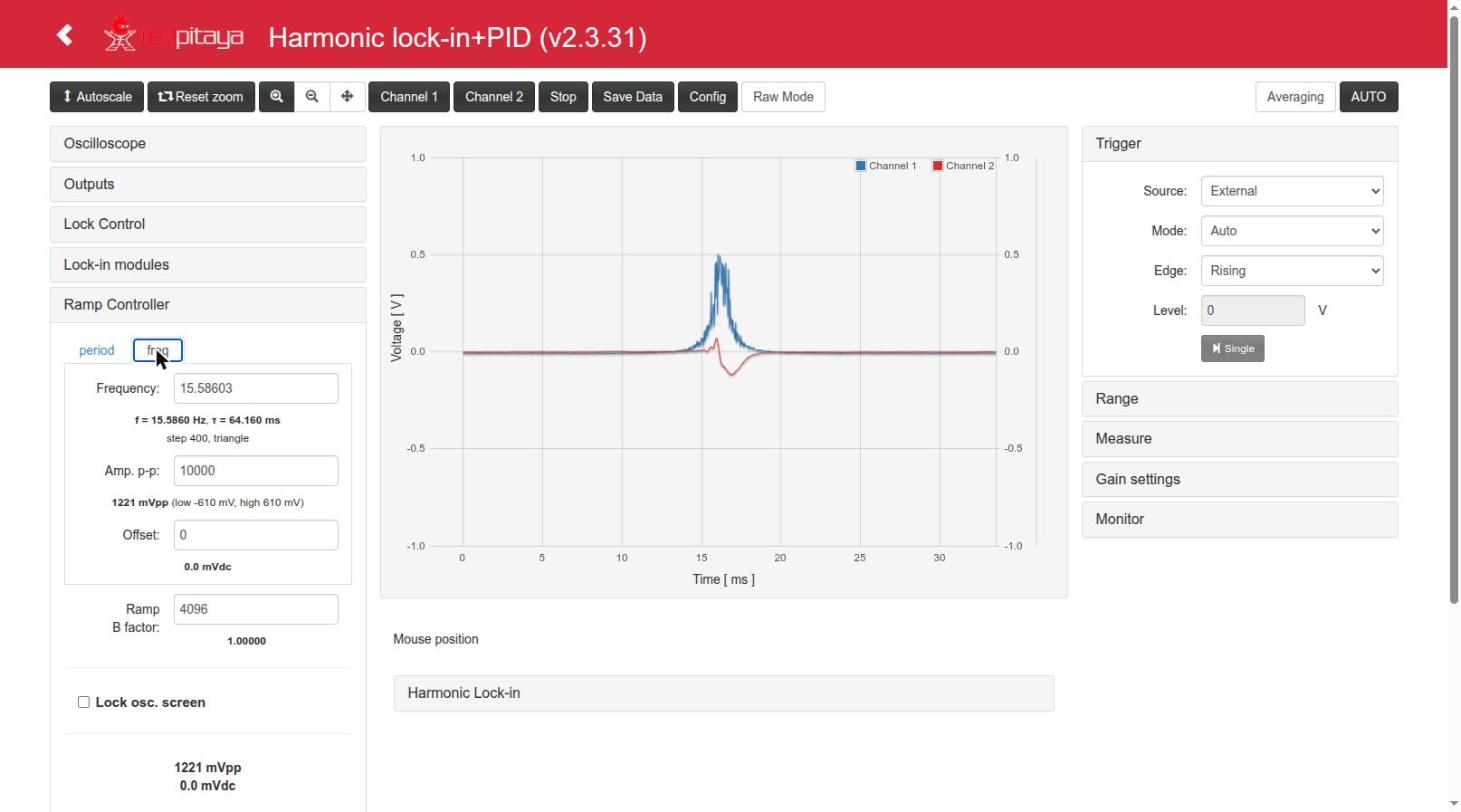 redpitaya Harmonic lock-in+PID (v2.3.31)
Autoscale Reset zoom Channel 1 Channel 2 Stop Save Data Config Raw Mode Averaging AUTO
Oscilloscope
Outputs
Lock Control
Lock-in modules
Ramp Controller
period freq
Frequency: 15.58603
f = 15.5860 Hz, τ = 64.160 ms
step 400, triangle
Amp. p-p: 10000
1221 mVpp (low -610 mV, high 610 mV)
Offset: 0
0.0 mVdc
Ramp
B factor: 4096
1.00000
Lock osc. screen
1221 mVpp
0.0 mVdc
Channel 1 Channel 2
1.0 1.0
0.5 0.5
0.0 0.0
-0.5 -0.5
-1.0 -1.0
Voltage [ V ]
0 5 10 15 20 25 30
Time [ ms ]
Mouse position
Harmonic Lock-in
Trigger
Source: External
Mode: Auto
Edge: Rising
Level: 0 V
Single
Range
Measure
Gain settings
Monitor